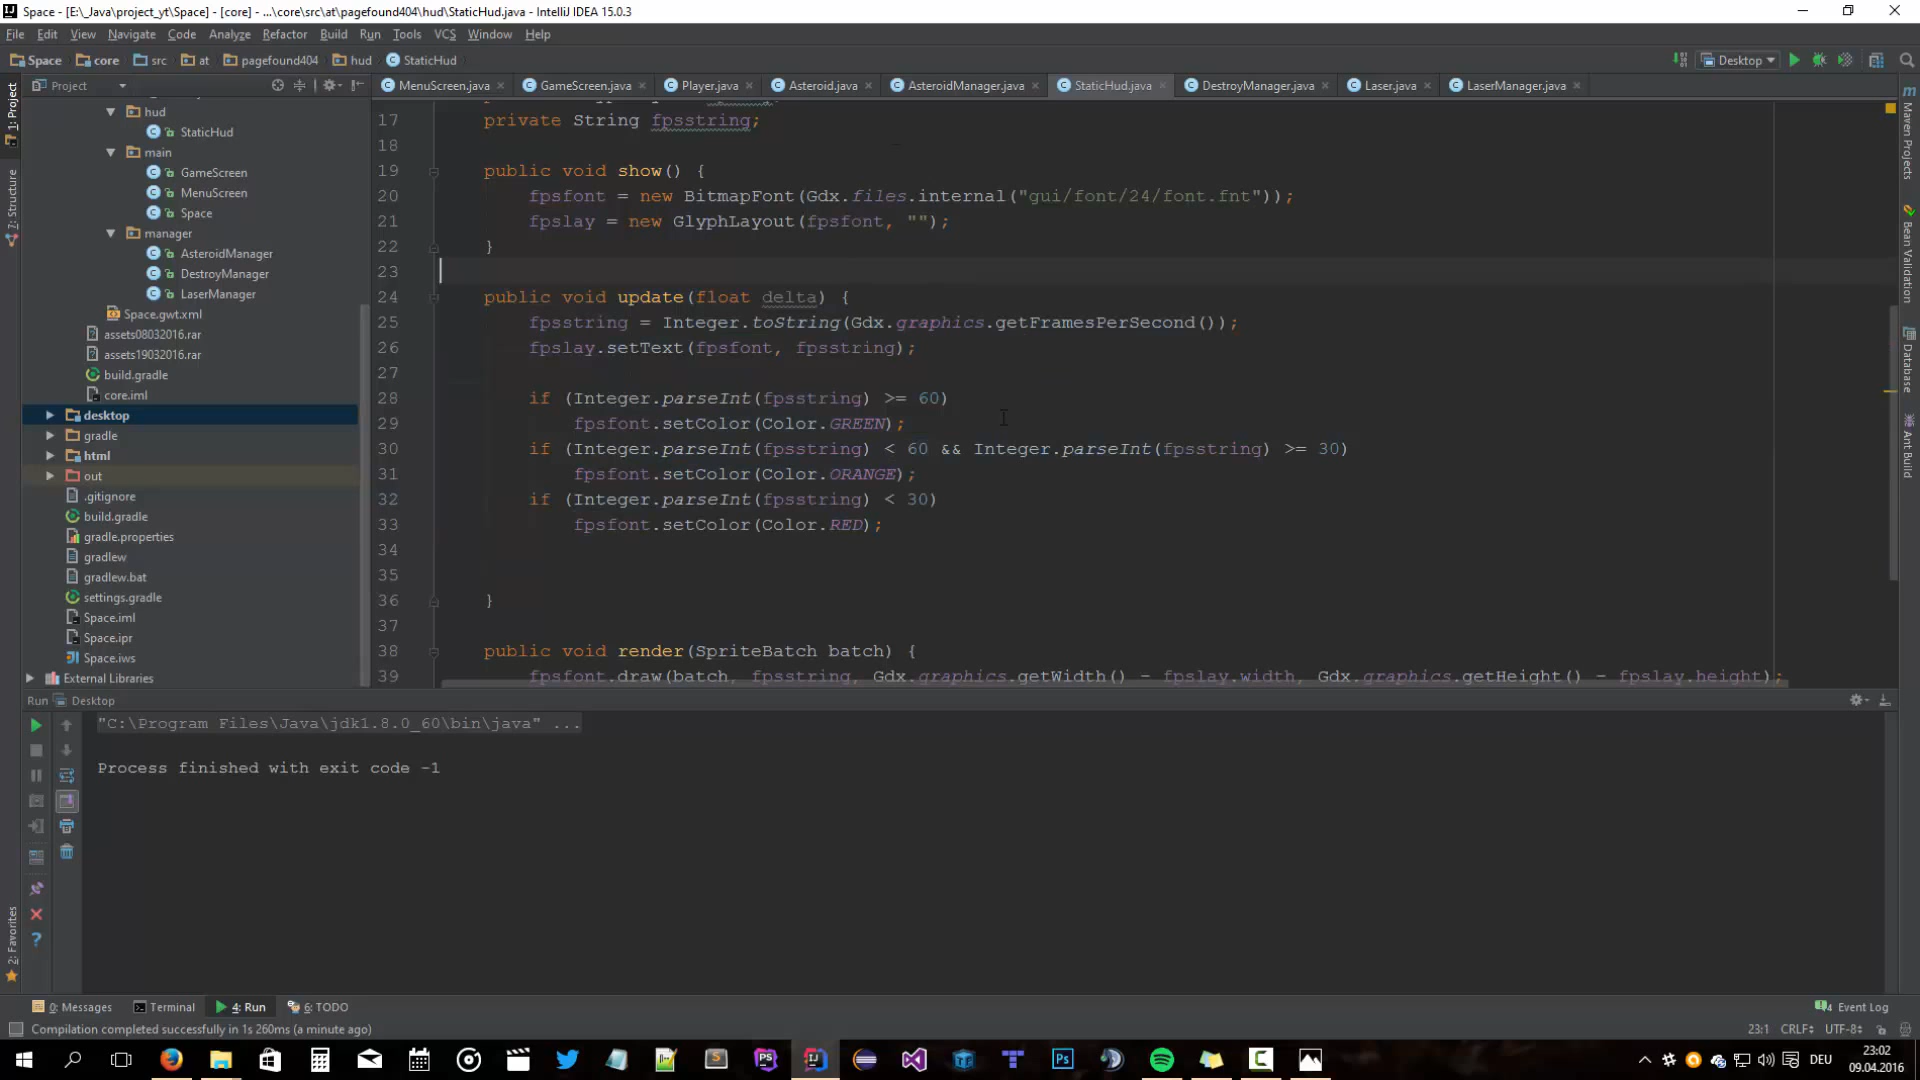 Space - [E:\_Java\project_yt\Space] - [core] - ...\core\src\at\pagefound404\hud\StaticHud.java - IntelliJ IDEA 15.0.3
File Edit View Navigate Code Analyze Refactor Build Run Tools VCS Window Help
Space core src at pagefound404 hud StaticHud
Desktop
Project
MenuScreen.java GameScreen.java Player.java Asteroid.java AsteroidManager.java StaticHud.java DestroyManager.java Laser.java LaserManager.java
1: Project
7: Structure
2: Favorites
hud
StaticHud
main
GameScreen
MenuScreen
Space
manager
AsteroidManager
DestroyManager
LaserManager
Space.gwt.xml
assets08032016.rar
assets19032016.rar
build.gradle
core.iml
desktop
gradle
html
out
.gitignore
build.gradle
gradle.properties
gradlew
gradlew.bat
settings.gradle
Space.iml
Space.ipr
Space.iws
External Libraries
17 private String fpsstring;
18
19 public void show() {
20 fpsfont = new BitmapFont(Gdx.files.internal("gui/font/24/font.fnt"));
21 fpslay = new GlyphLayout(fpsfont, "");
22 }
23
24 public void update(float delta) {
25 fpsstring = Integer.toString(Gdx.graphics.getFramesPerSecond());
26 fpslay.setText(fpsfont, fpsstring);
27
28 if (Integer.parseInt(fpsstring) >= 60)
29 fpsfont.setColor(Color.GREEN);
30 if (Integer.parseInt(fpsstring) < 60 && Integer.parseInt(fpsstring) >= 30)
31 fpsfont.setColor(Color.ORANGE);
32 if (Integer.parseInt(fpsstring) < 30)
33 fpsfont.setColor(Color.RED);
34
35
36 }
37
38 public void render(SpriteBatch batch) {
39 fpsfont.draw(batch, fpsstring, Gdx.graphics.getWidth() - fpslay.width, Gdx.graphics.getHeight() - fpslay.height);
Maven Projects
Bean Validation
Database
Ant Build
Run Desktop
"C:\Program Files\Java\jdk1.8.0_60\bin\java" ...
Process finished with exit code -1
0: Messages Terminal 4: Run 6: TODO
Event Log
Compilation completed successfully in 1s 260ms (a minute ago)
23:1 CRLF UTF-8
DEU
23:02
09.04.2016